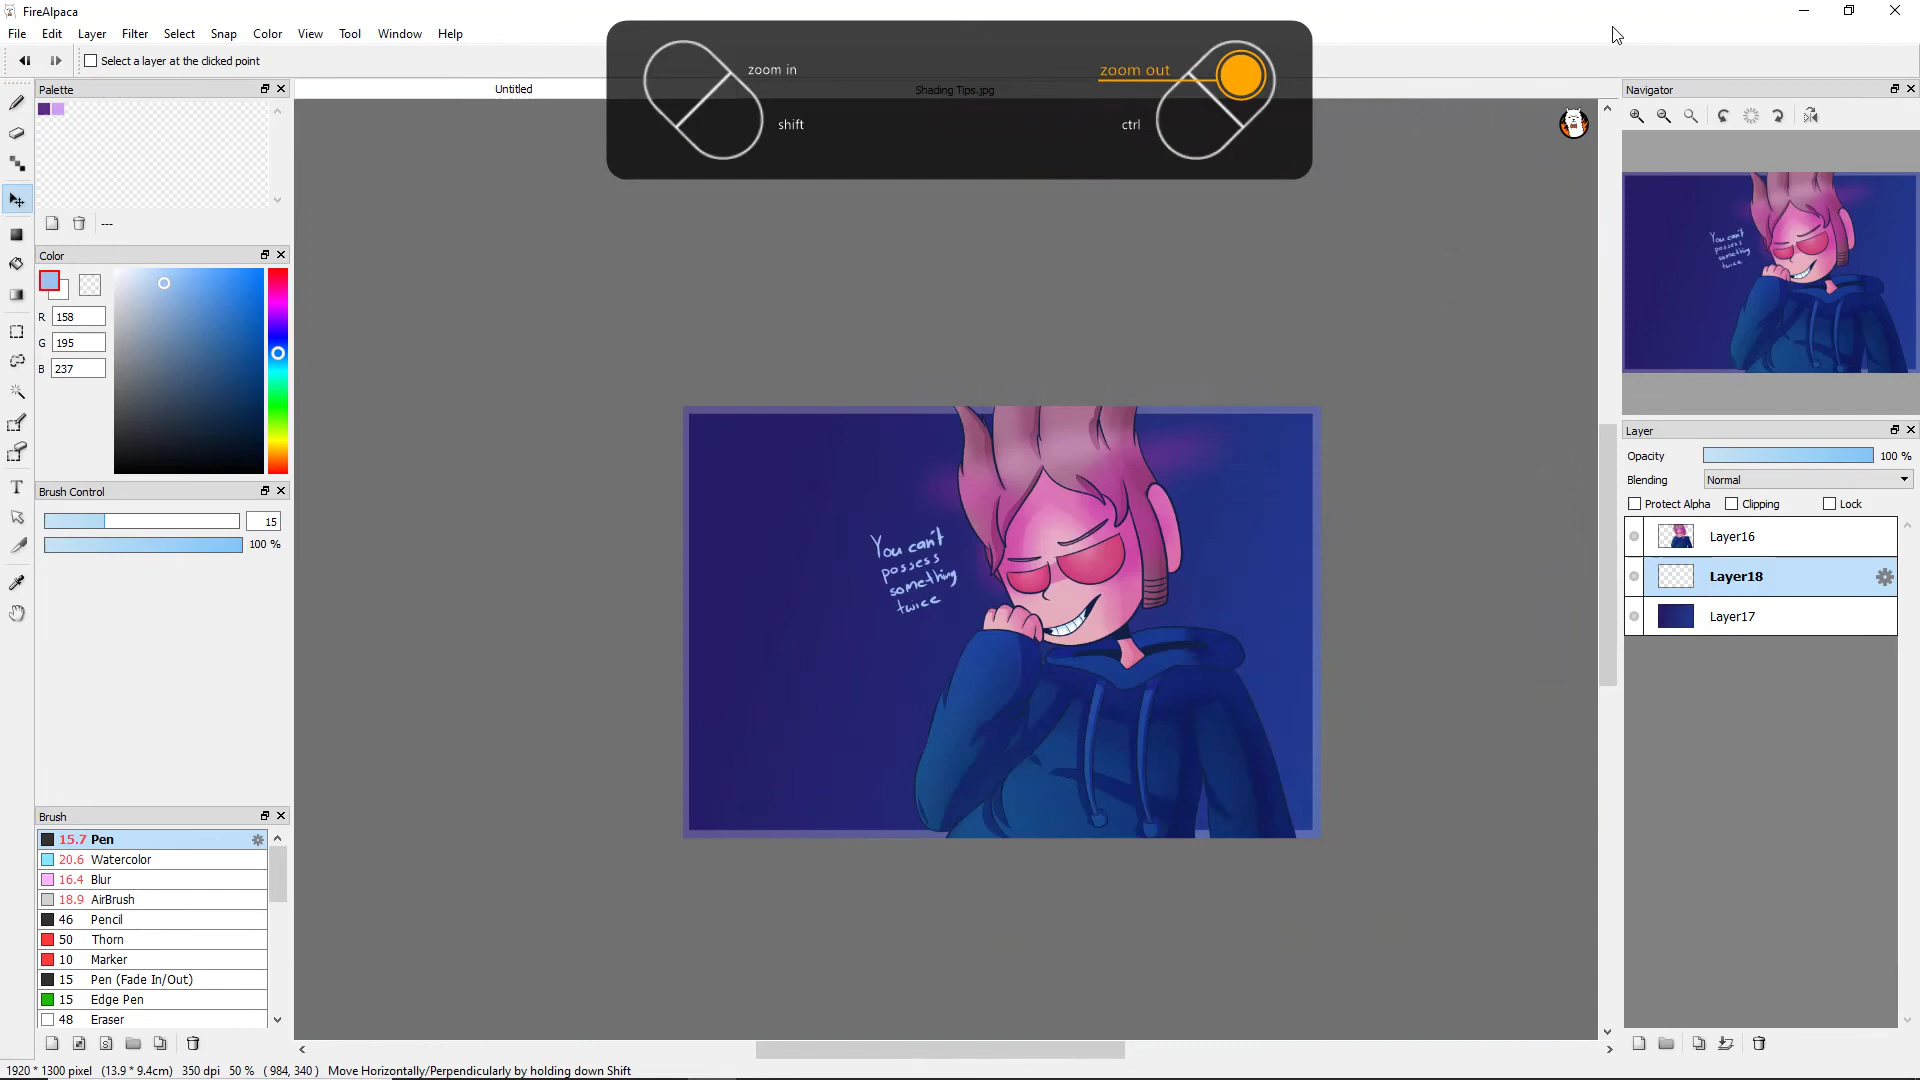 FireAlpaca
File Edit Layer Filter Select Snap Color View Tool Window Help
Select a layer at the clicked point
zoom in
shift
zoom out
ctrl
Palette
---
Untitled
Shading Tips.jpg
Color
R 158
G 195
B 237
Brush Control
15
100 %
Brush
15.7 Pen
20.6 Watercolor
16.4 Blur
18.9 AirBrush
46 Pencil
50 Thorn
10 Marker
15 Pen (Fade In/Out)
15 Edge Pen
48 Eraser
You can't
possess
something
twice
Navigator
You can't
possess
something
twice
Layer
Opacity 100 %
Blending Normal
Protect Alpha Clipping Lock
Layer16
Layer18
Layer17
1920 * 1300 pixel (13.9 * 9.4cm) 350 dpi 50 % ( 984, 340 ) Move Horizontally/Perpendicularly by holding down Shift